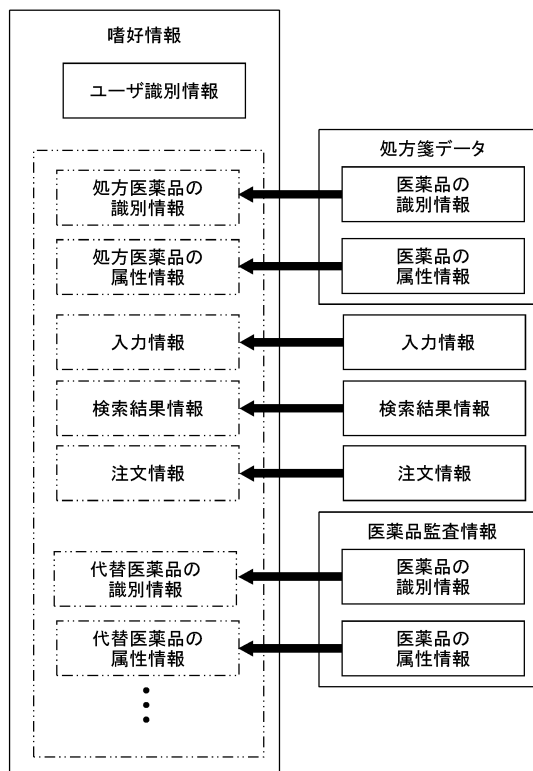 嗜好情報
ユーザ識別情報
処方医薬品の
識別情報
処方医薬品の
属性情報
入力情報
検索結果情報
注文情報
代替医薬品の
識別情報
代替医薬品の
属性情報
処方箋データ
医薬品の
識別情報
医薬品の
属性情報
入力情報
検索結果情報
注文情報
医薬品監査情報
医薬品の
識別情報
医薬品の
属性情報